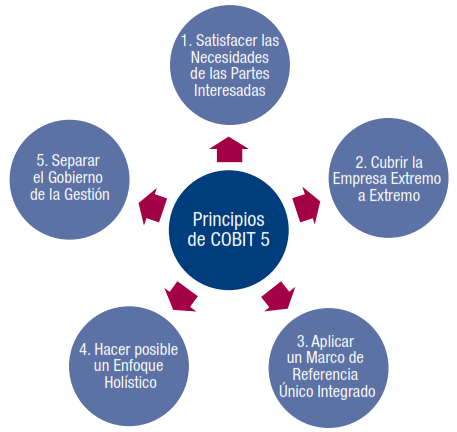 1. Satisfacer las
Necesidades
de las Partes
Interesadas
2. Cubrir la
Empresa Extremo
a Extremo
3. Aplicar
un Marco de
Referencia
Único Integrado
4. Hacer posible
un Enfoque
Holístico
5. Separar
el Gobierno
de la Gestión
Principios
de COBIT 5